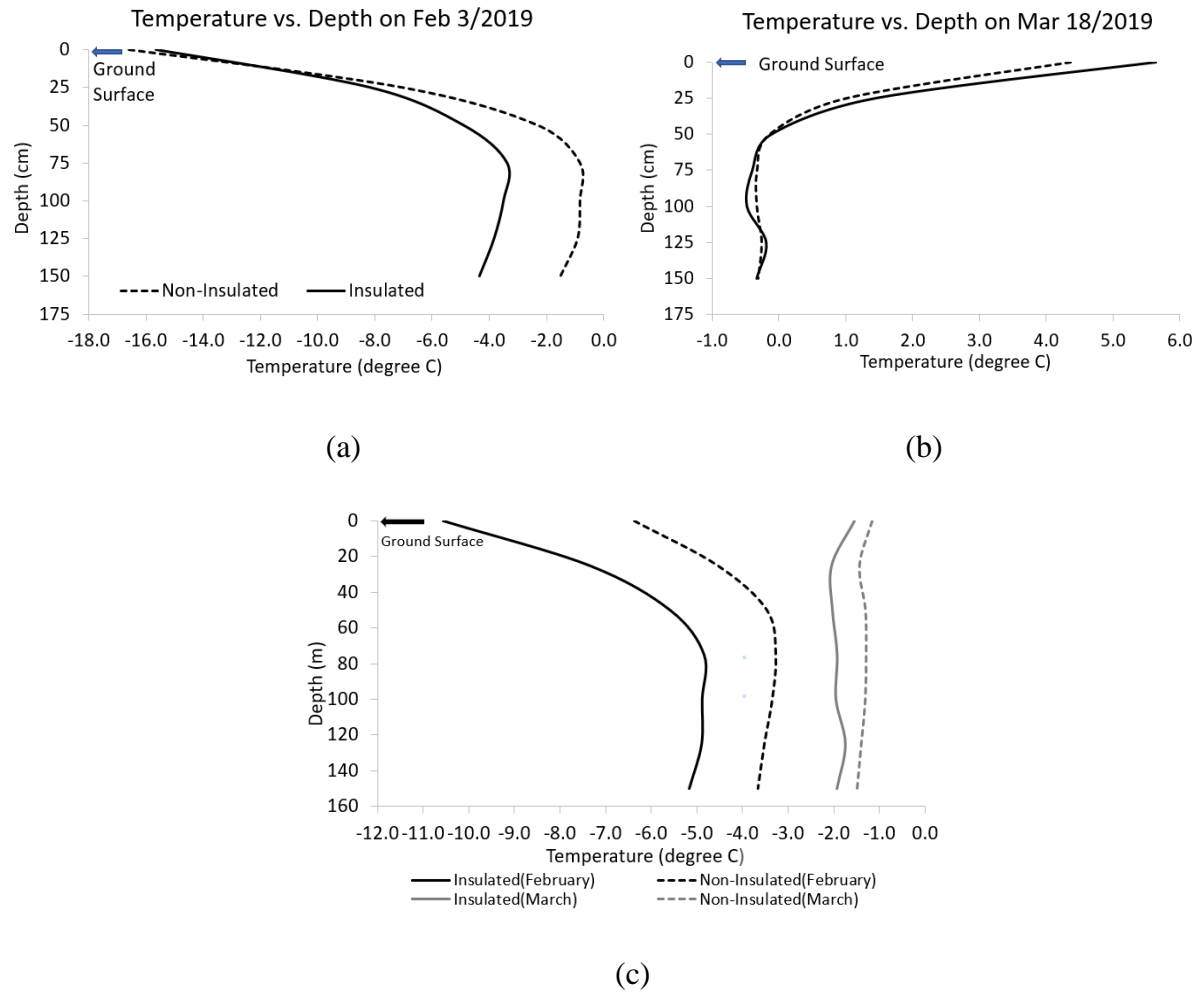 Temperature vs. Depth on Feb 3/2019
0
25
50
75
100
125
150
175
Depth (cm)
Ground
Surface
Non-Insulated
Insulated
-18.0 -16.0 -14.0 -12.0 -10.0 -8.0 -6.0 -4.0 -2.0 0.0
Temperature (degree C)
(a)
Temperature vs. Depth on Mar 18/2019
0
25
50
75
100
125
150
175
Depth (cm)
Ground Surface
-1.0 0.0 1.0 2.0 3.0 4.0 5.0 6.0
Temperature (degree C)
(b)
0
20
40
60
80
100
120
140
160
Depth (m)
Ground Surface
-12.0 -11.0 -10.0 -9.0 -8.0 -7.0 -6.0 -5.0 -4.0 -3.0 -2.0 -1.0 0.0
Temperature (degree C)
Insulated(February) Non-Insulated(February)
Insulated(March) Non-Insulated(March)
(c)